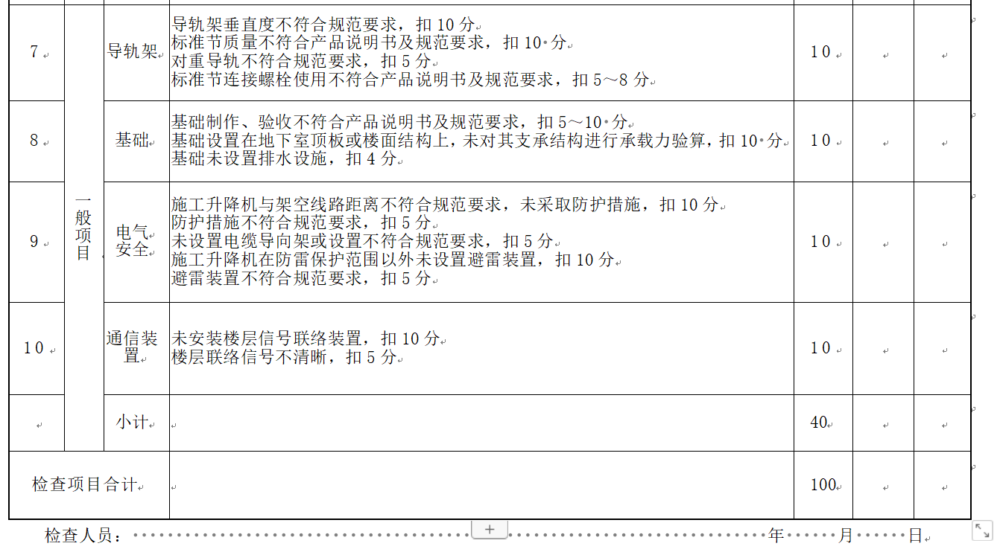 7
导轨架
导轨架垂直度不符合规范要求，扣 10 分
标准节质量不符合产品说明书及规范要求，扣 10 分
对重导轨不符合规范要求，扣 5 分
标准节连接螺栓使用不符合产品说明书及规范要求，扣 5～8 分
10
8
基础
基础制作、验收不符合产品说明书及规范要求，扣 5～10 分
基础设置在地下室顶板或楼面结构上，未对其支承结构进行承载力验算，扣 10 分
基础未设置排水设施，扣 4 分
10
一
般
项
目
9
电气
安全
施工升降机与架空线路距离不符合规范要求，未采取防护措施，扣 10 分
防护措施不符合规范要求，扣 5 分
未设置电缆导向架或设置不符合规范要求，扣 5 分
施工升降机在防雷保护范围以外未设置避雷装置，扣 10 分
避雷装置不符合规范要求，扣 5 分
10
10
通信装
置
未安装楼层信号联络装置，扣 10 分
楼层联络信号不清晰，扣 5 分
10
小计
40
检查项目合计
100
检查人员： 年 月 日